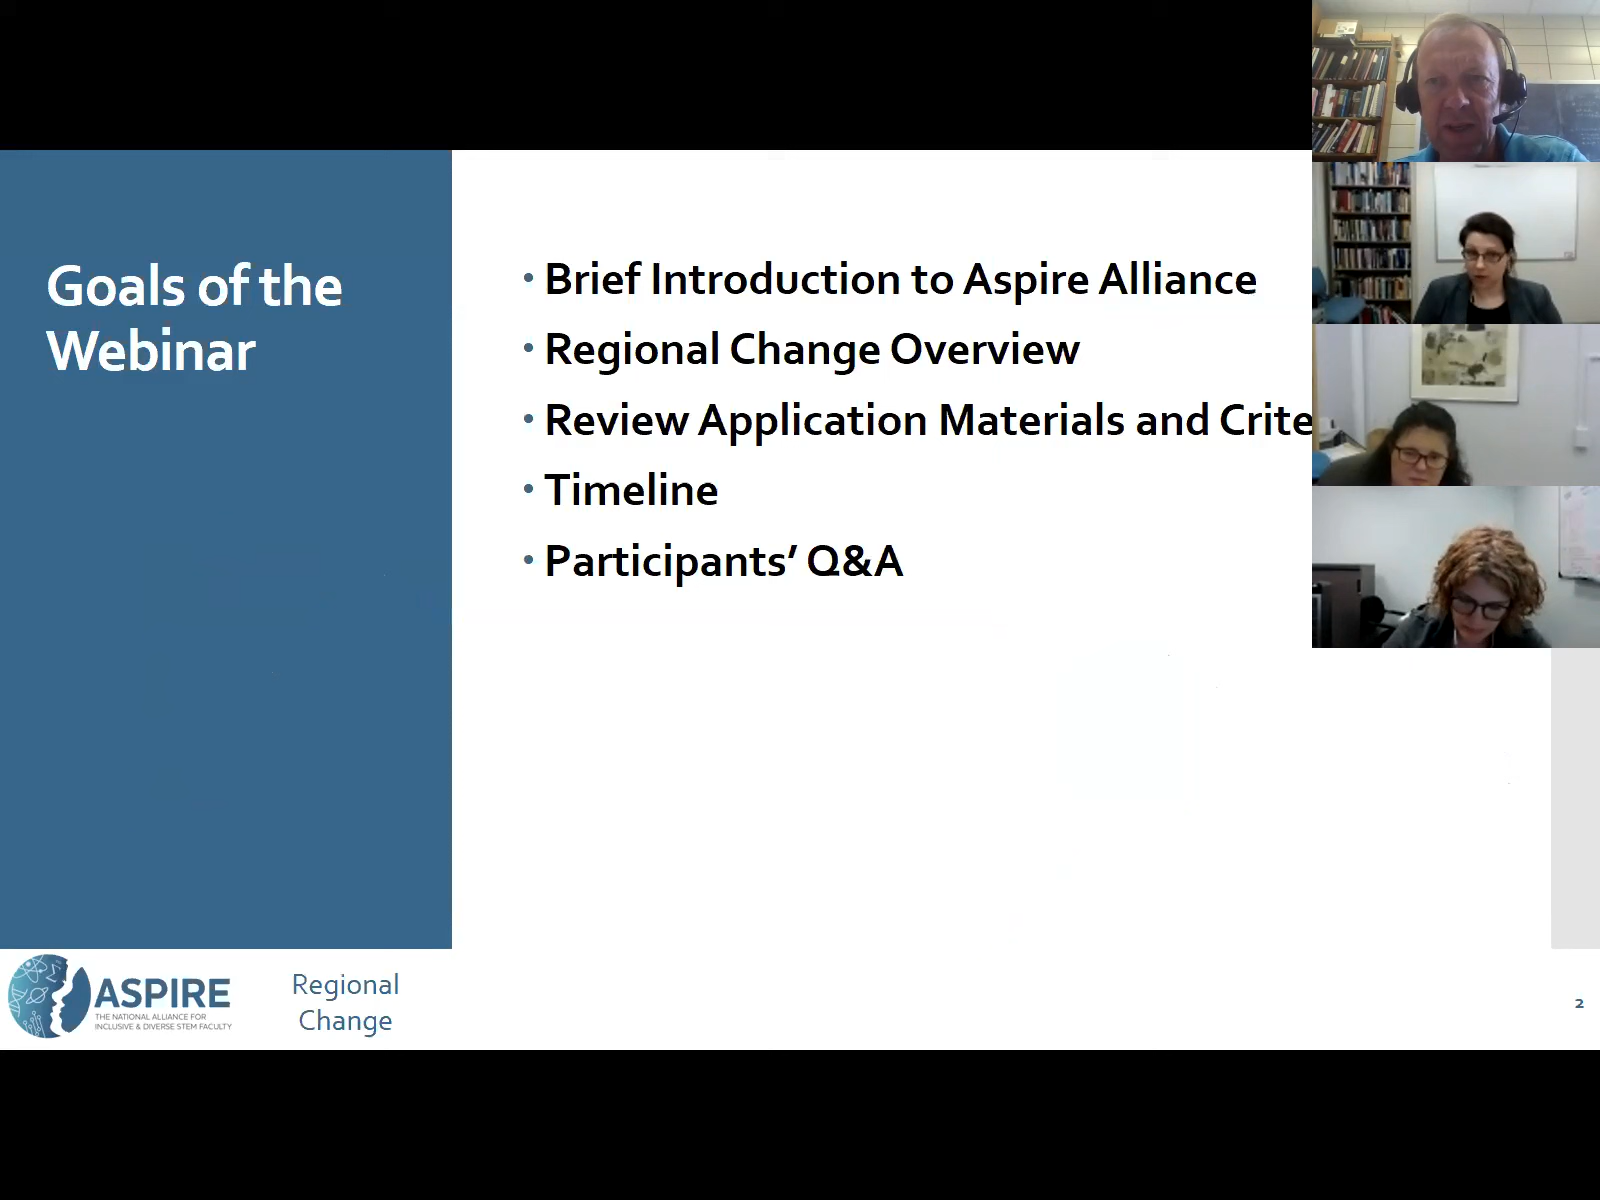 Goals of the
Webinar
• Brief Introduction to Aspire Alliance
• Regional Change Overview
• Review Application Materials and Crite
• Timeline
• Participants’ Q&A
ASPIRE
THE NATIONAL ALLIANCE FOR
INCLUSIVE & DIVERSE STEM FACULTY
Regional
Change
2